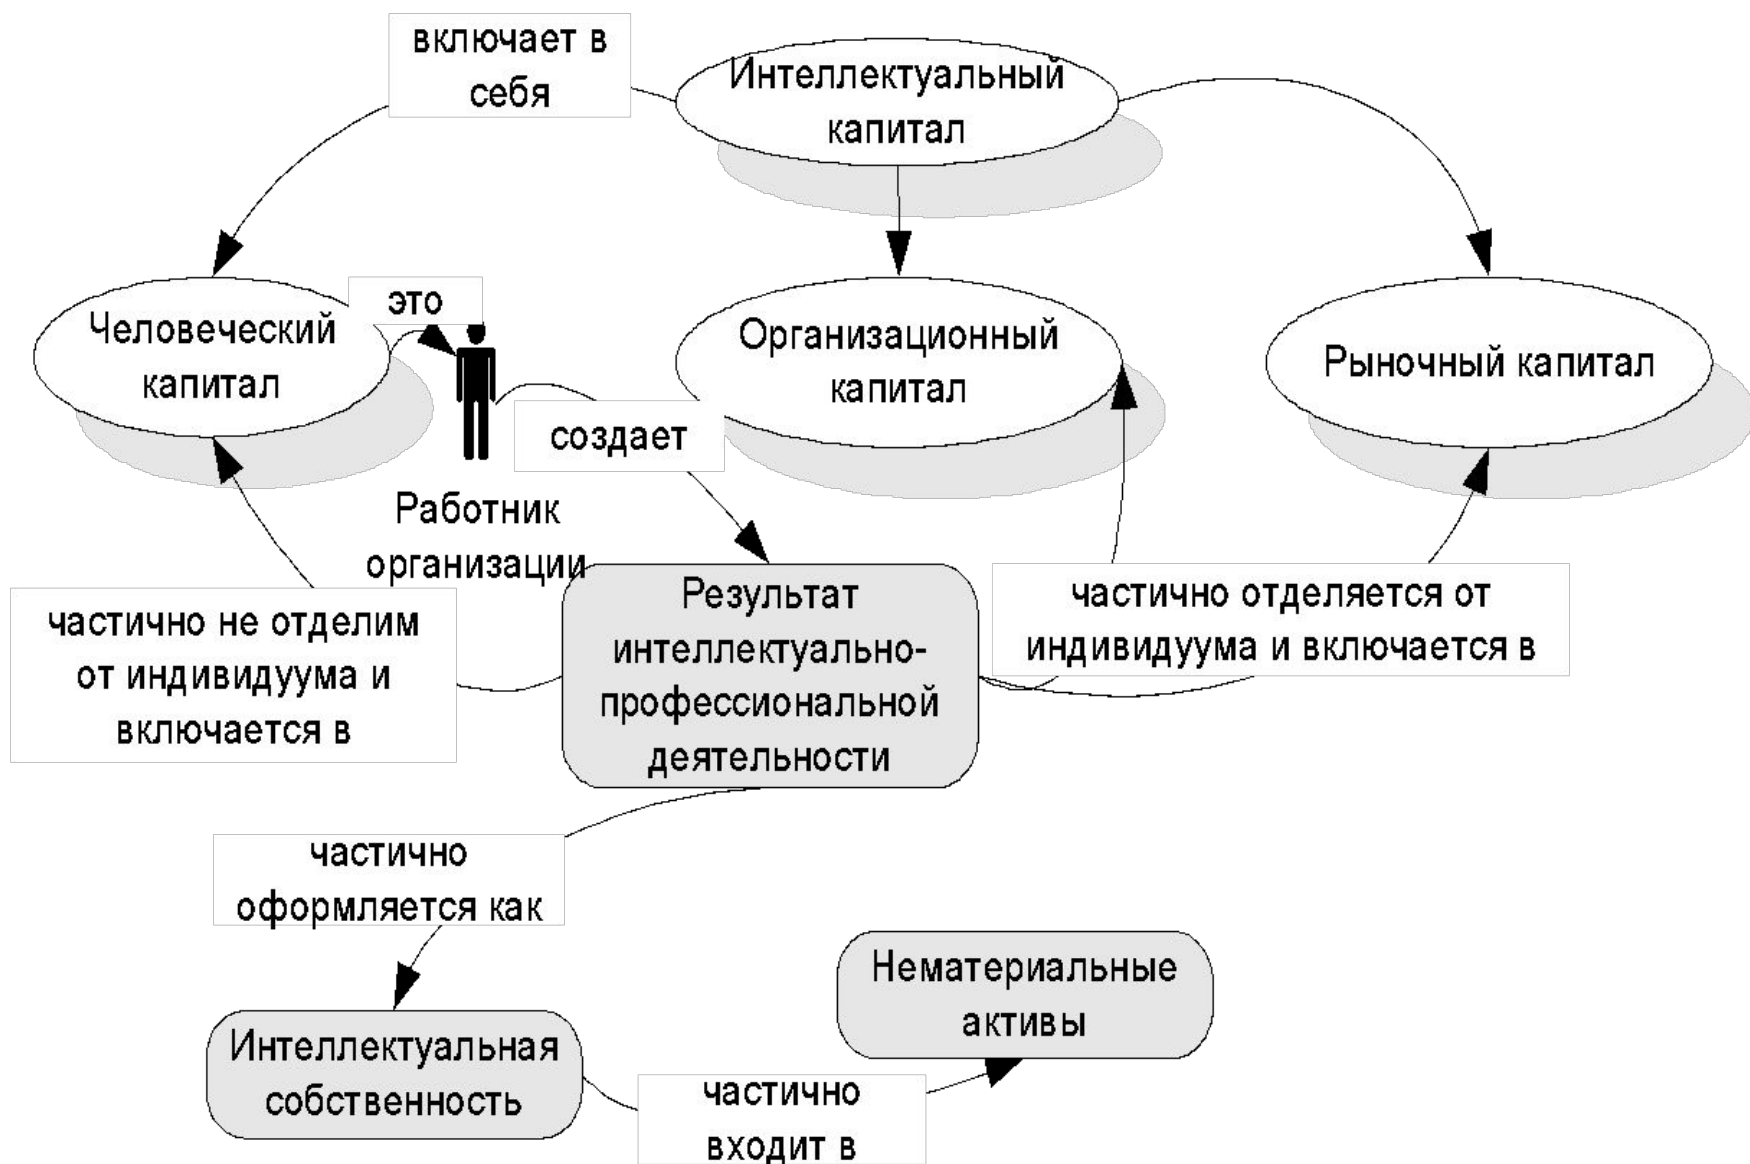 включает в
себя
Интеллектуальный
капитал
Человеческий
капитал
это
Организационный
капитал
Рыночный капитал
создает
Работник
организации
частично не отделим
от индивидуума и
включается в
Результат
интеллектуально-
профессиональной
деятельности
частично отделяется от
индивидуума и включается в
частично
оформляется как
Интеллектуальная
собственность
Нематериальные
активы
частично
входит в